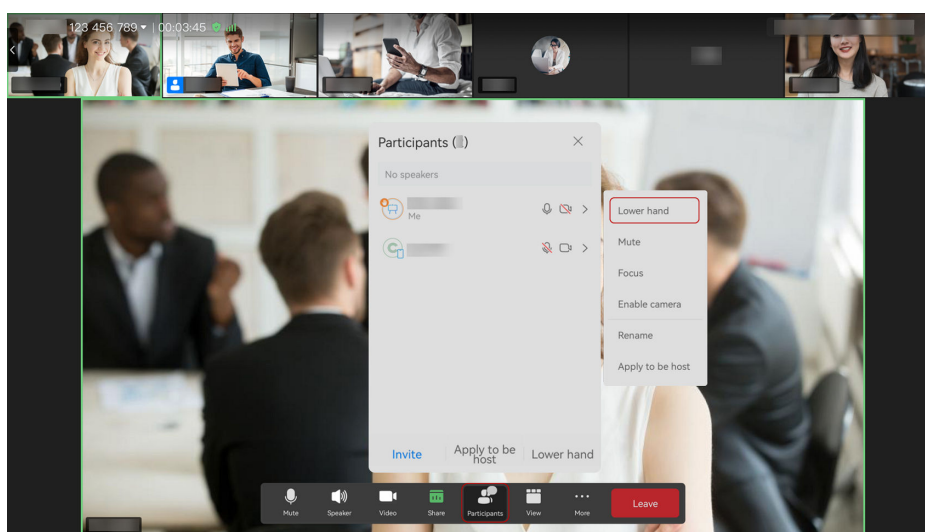 123 456 789 ▾ | 00:03:45
Participants ( )
No speakers
Me
Lower hand
Mute
Focus
Enable camera
Rename
Apply to be host
Invite
Apply to be
host
Lower hand
Mute
Speaker
Video
Share
Participants
View
More
Leave